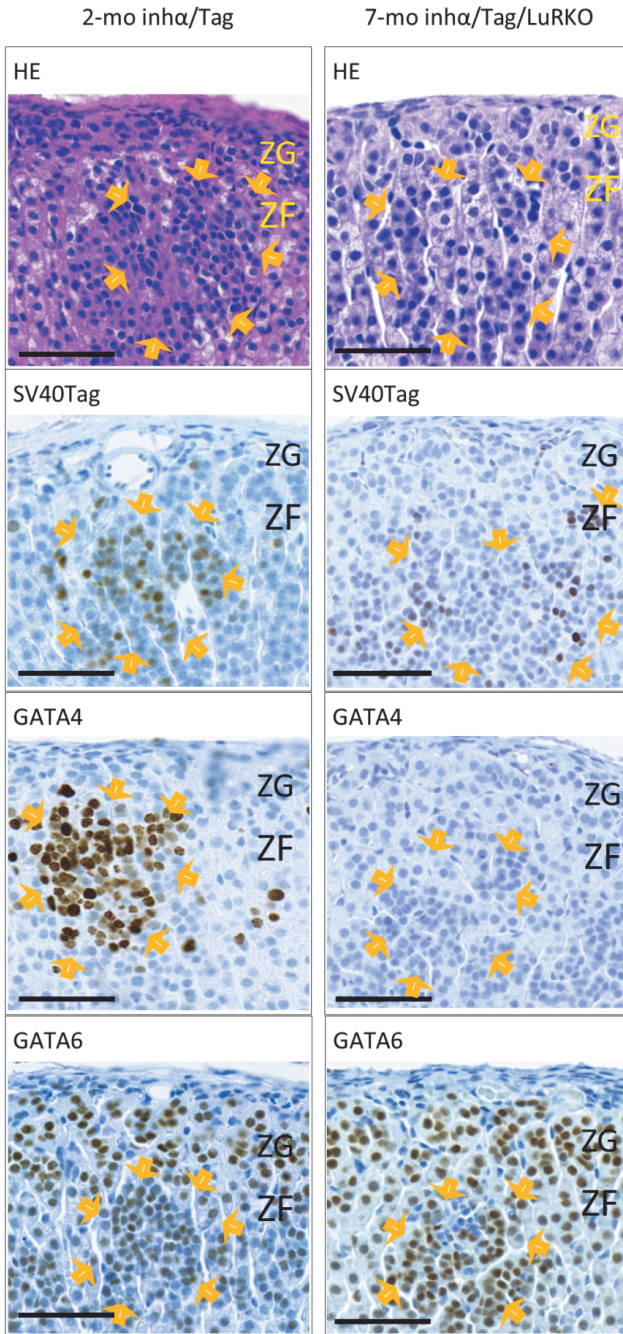 2-mo inhα/Tag 7-mo inhα/Tag/LuRKO
HE HE
ZG ZG
ZF ZF
SV40Tag SV40Tag
ZG ZG
ZF ZF
GATA4 GATA4
ZG ZG
ZF ZF
GATA6 GATA6
ZG ZG
ZF ZF